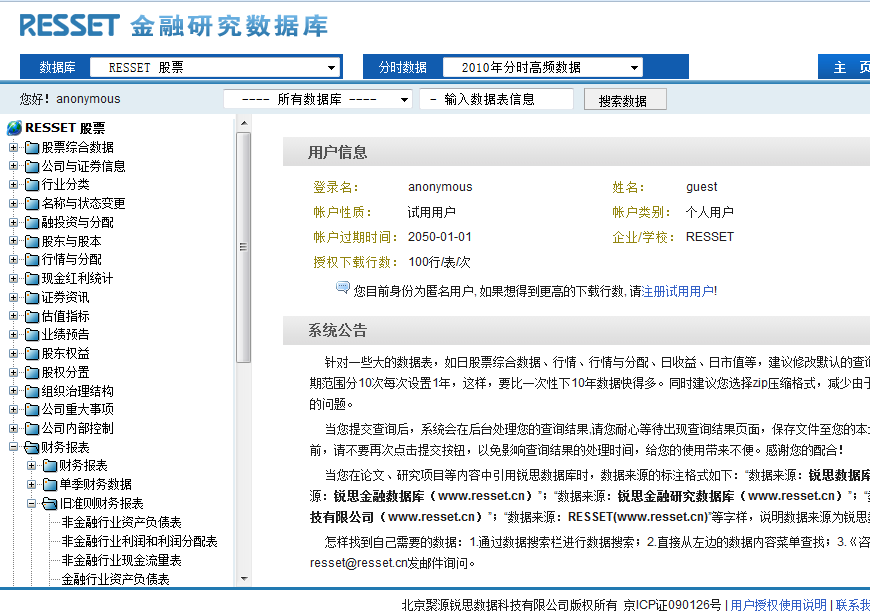 RESSET 金融研究数据库
数据库 RESSET 股票 分时数据 2010年分时高频数据 主 页
您好! anonymous ---- 所有数据库 ---- - 输入数据表信息 搜索数据
RESSET 股票
股票综合数据
公司与证券信息
行业分类
名称与状态变更
融投资与分配
股东与股本
行情与分配
现金红利统计
证券资讯
估值指标
业绩预告
股东权益
股权分置
组织治理结构
公司重大事项
公司内部控制
财务报表
财务报表
单季财务数据
旧准则财务报表
非金融行业资产负债表
非金融行业利润和利润分配表
非金融行业现金流量表
金融行业资产负债表
用户信息
登录名: anonymous 姓名: guest
帐户性质: 试用用户 帐户类别: 个人用户
帐户过期时间: 2050-01-01 企业/学校: RESSET
授权下载行数: 100行/表/次
您目前身份为匿名用户, 如果想得到更高的下载行数, 请注册试用用户!
系统公告
针对一些大的数据表，如日股票综合数据、行情、行情与分配、日收益、日市值等，建议修改默认的查询
期范围分10次每次设置1年，这样，要比一次性下10年数据快得多。同时建议您选择zip压缩格式，减少由于
的问题。
当您提交查询后，系统会在后台处理您的查询结果,请您耐心等待出现查询结果页面，保存文件至您的本
前，请不要再次点击提交按钮，以免影响查询结果的处理时间，给您的使用带来不便。感谢您的配合！
当您在论文、研究项目等内容中引用锐思数据库时，数据来源的标注格式如下：“数据来源：锐思数据库
源：锐思金融数据库（www.resset.cn）”；“数据来源：锐思金融研究数据库（www.resset.cn）”；“
技有限公司（www.resset.cn）”；“数据来源：RESSET(www.resset.cn)”等字样，说明数据来源为锐思
怎样找到自己需要的数据：1.通过数据搜索栏进行数据搜索；2.直接从左边的数据内容菜单查找；3.
resset@resset.cn发邮件询问。
北京聚源锐思数据科技有限公司版权所有 京ICP证090126号 | 用户授权使用说明 | 联系我